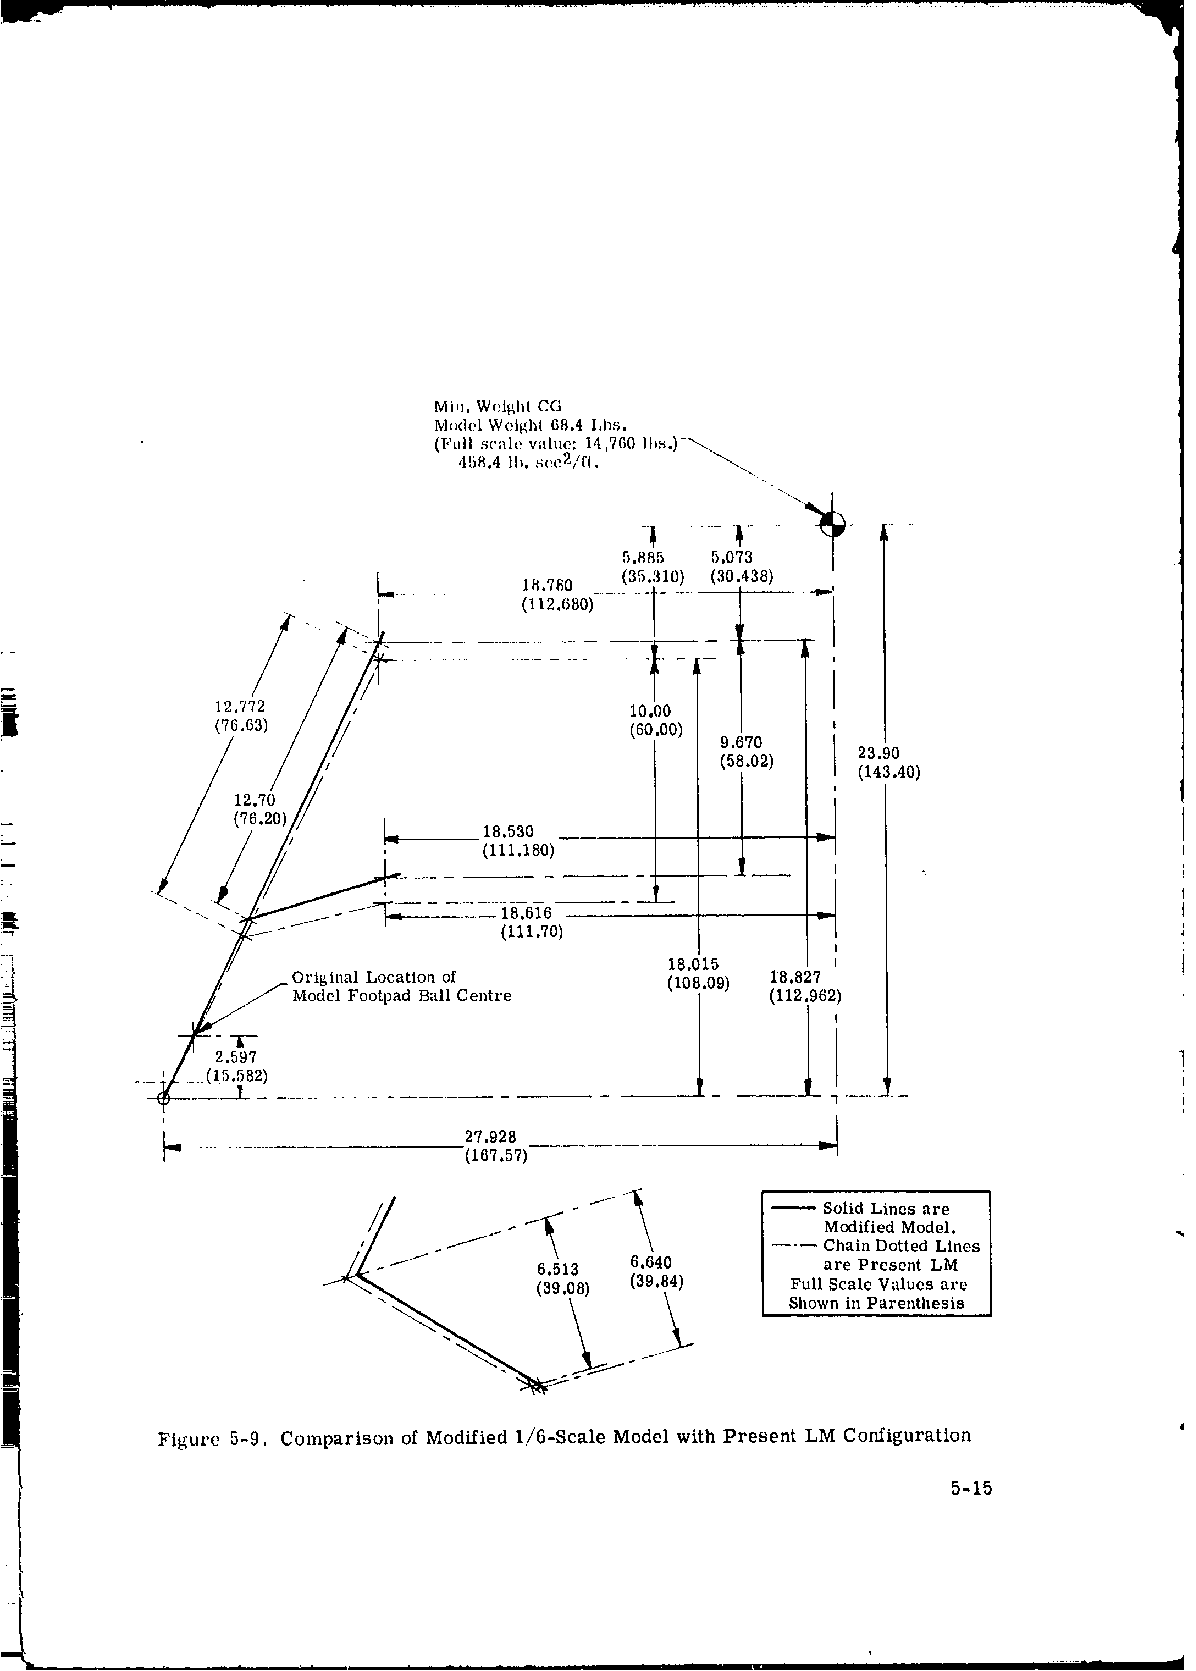 Min. Weight CG
Model Weight 68.4 Lbs.
(Full scale value: 14,760 lbs.)
458.4 lb. sec2/ft.
5.885
(35.310)
5.073
(30.438)
18.780
(112.680)
12.772
(76.63)
10.00
(60.00)
9.670
(58.02)
23.90
(143.40)
12.70
(76.20)
18.530
(111.180)
18.616
(111.70)
18.015
(108.09)
18.827
(112.962)
Original Location of
Model Footpad Ball Centre
2.597
(15.582)
27.928
(167.57)
6.513
(39.08)
6.640
(39.84)
Solid Lines are
Modified Model.
Chain Dotted Lines
are Present LM
Full Scale Values are
Shown in Parenthesis
Figure 5-9. Comparison of Modified 1/6-Scale Model with Present LM Configuration
5-15